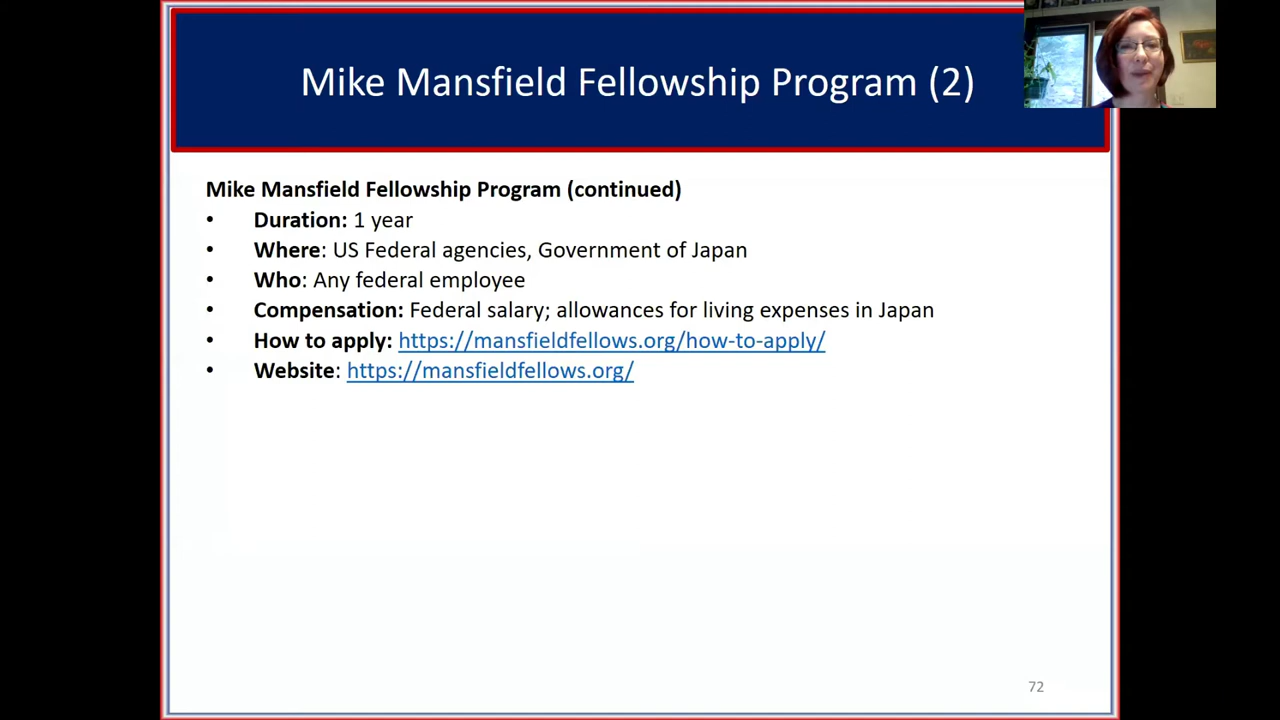 Mike Mansfield Fellowship Program (2)
Mike Mansfield Fellowship Program (continued)
• Duration: 1 year
• Where: US Federal agencies, Government of Japan
• Who: Any federal employee
• Compensation: Federal salary; allowances for living expenses in Japan
• How to apply: https://mansfieldfellows.org/how-to-apply/
• Website: https://mansfieldfellows.org/
72